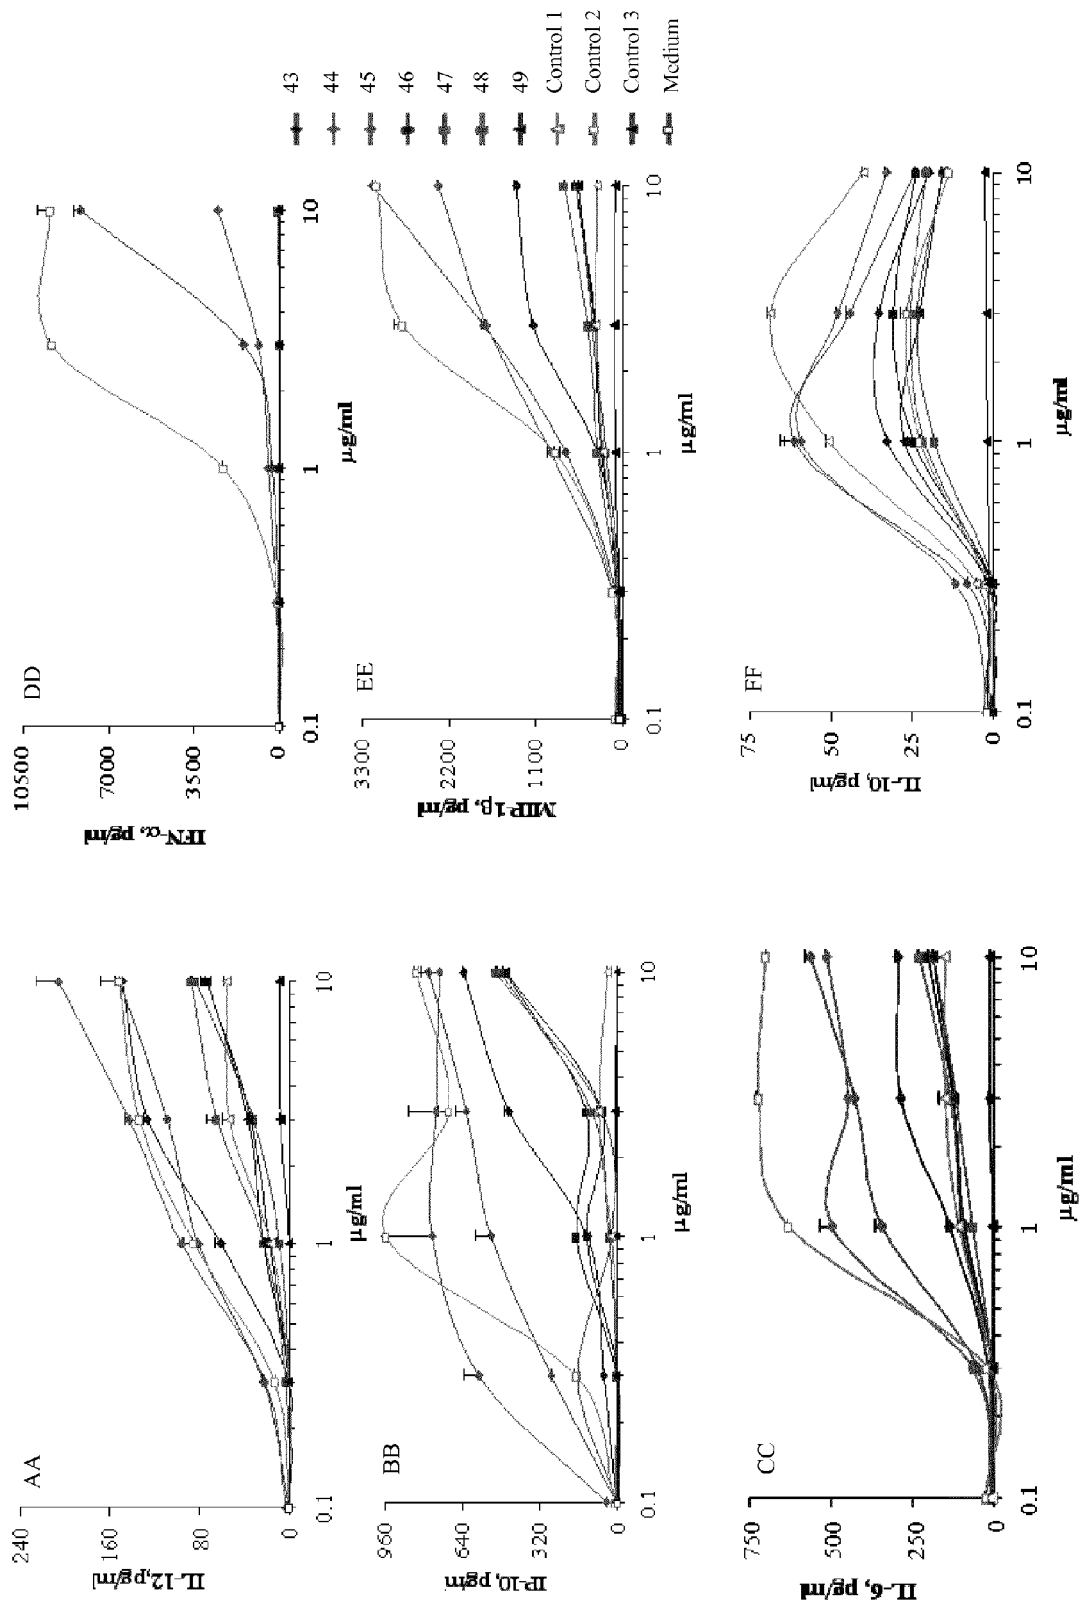 AA
IL-12, pg/ml
240
160
80
0
0.1
1
10
µg/ml
DD
IFN-α, pg/ml
10500
7000
3500
0
0.1
1
10
µg/ml
BB
IP-10, pg/ml
960
640
320
0
0.1
1
10
µg/ml
EE
MIP-1β, pg/ml
3300
2200
1100
0
0.1
1
10
µg/ml
CC
IL-6, pg/ml
750
500
250
0
0.1
1
10
µg/ml
FF
IL-10, pg/ml
75
50
25
0
0.1
1
10
µg/ml
43
44
45
46
47
48
49
Control 1
Control 2
Control 3
Medium